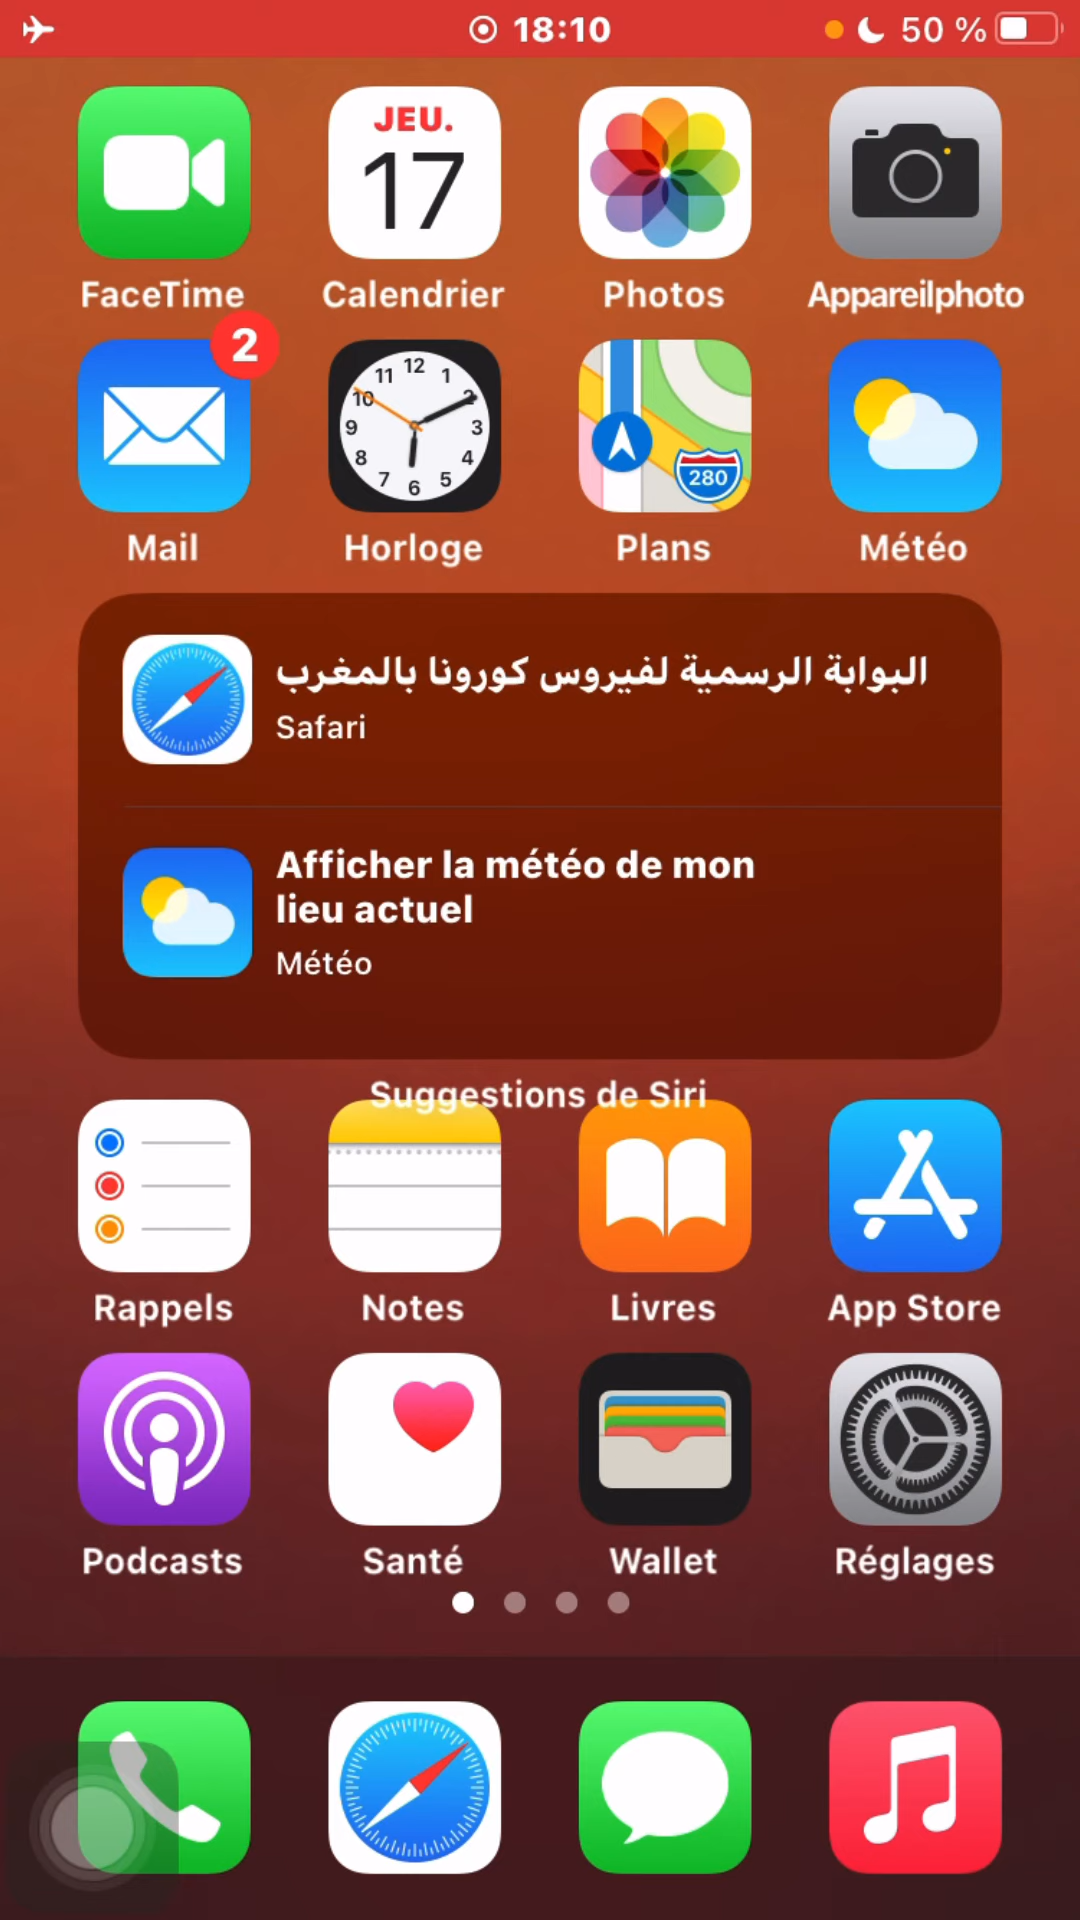 18:10
50 %
JEU.
17
FaceTime
Calendrier
Photos
Appareilphoto
2
12
11
1
10
2
9
3
8
4
7
5
6
280
Mail
Horloge
Plans
Météo
البوابة الرسمية لفيروس كورونا بالمغرب
Safari
Afficher la météo de mon
lieu actuel
Météo
Suggestions de Siri
Rappels
Notes
Livres
App Store
Podcasts
Santé
Wallet
Réglages